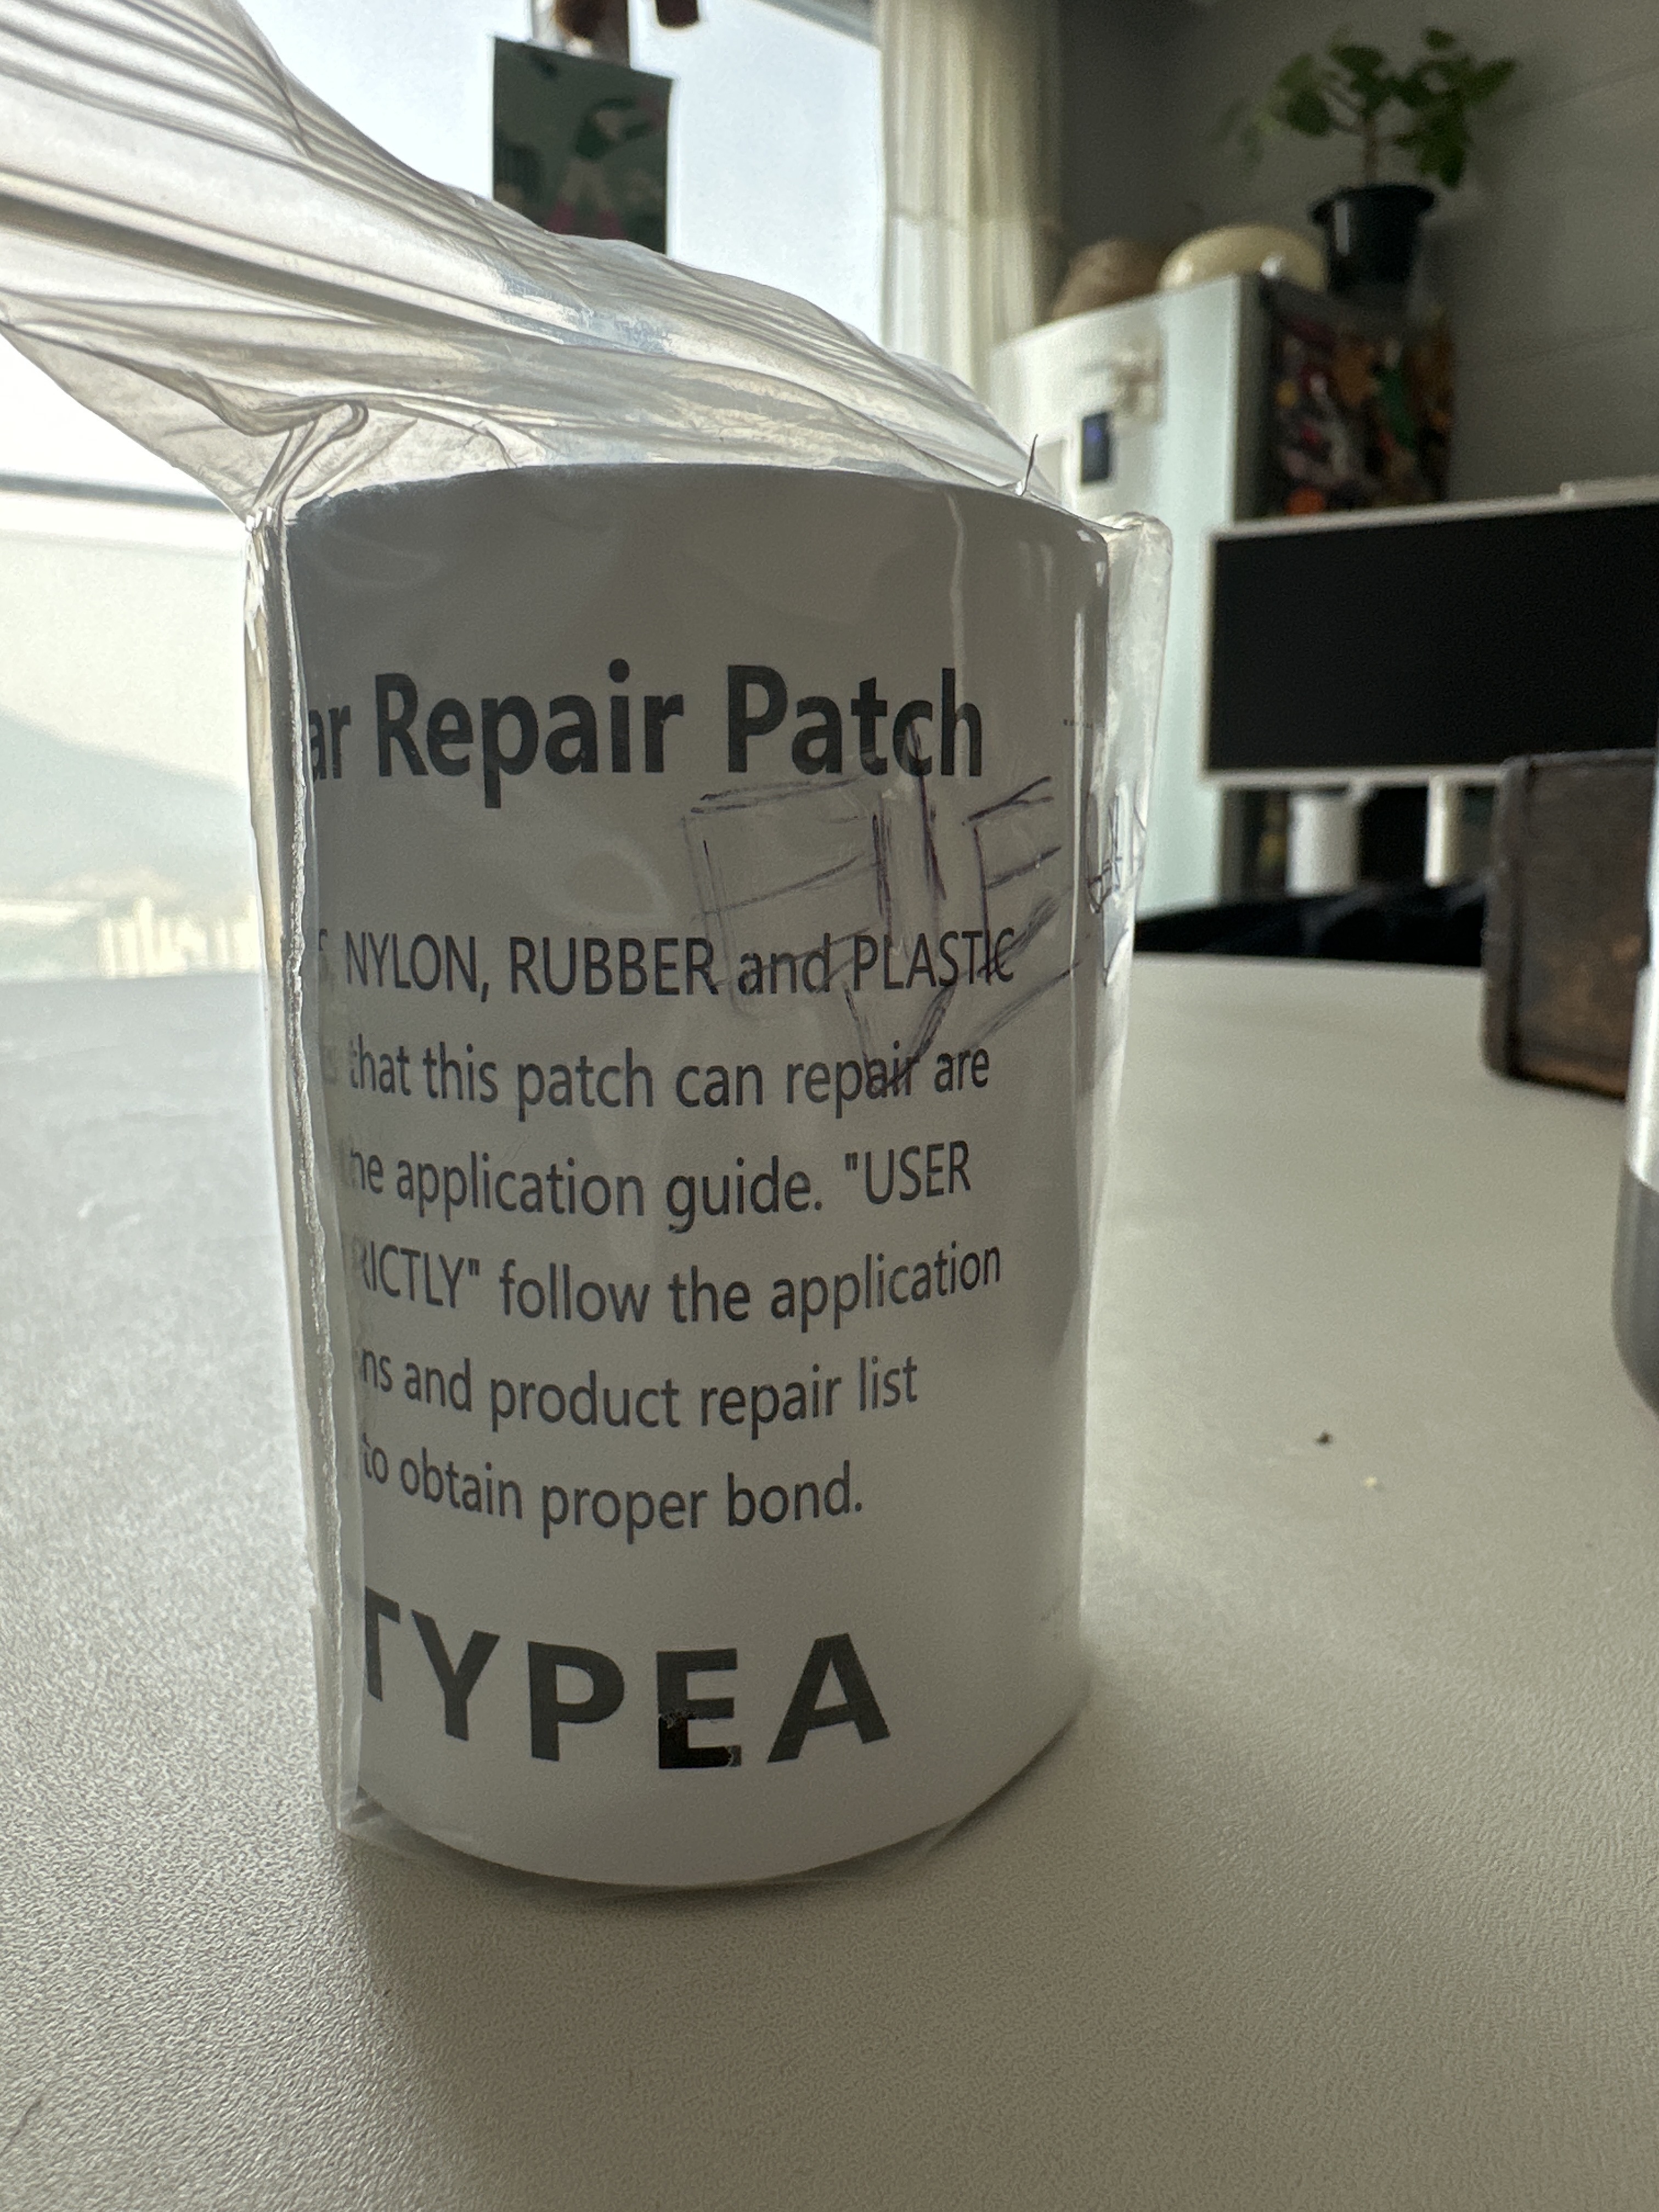 ar Repair Patch
NYLON, RUBBER and PLASTIC
that this patch can repair are
he application guide. "USER
RICTLY" follow the application
ns and product repair list
to obtain proper bond.
TYPEA